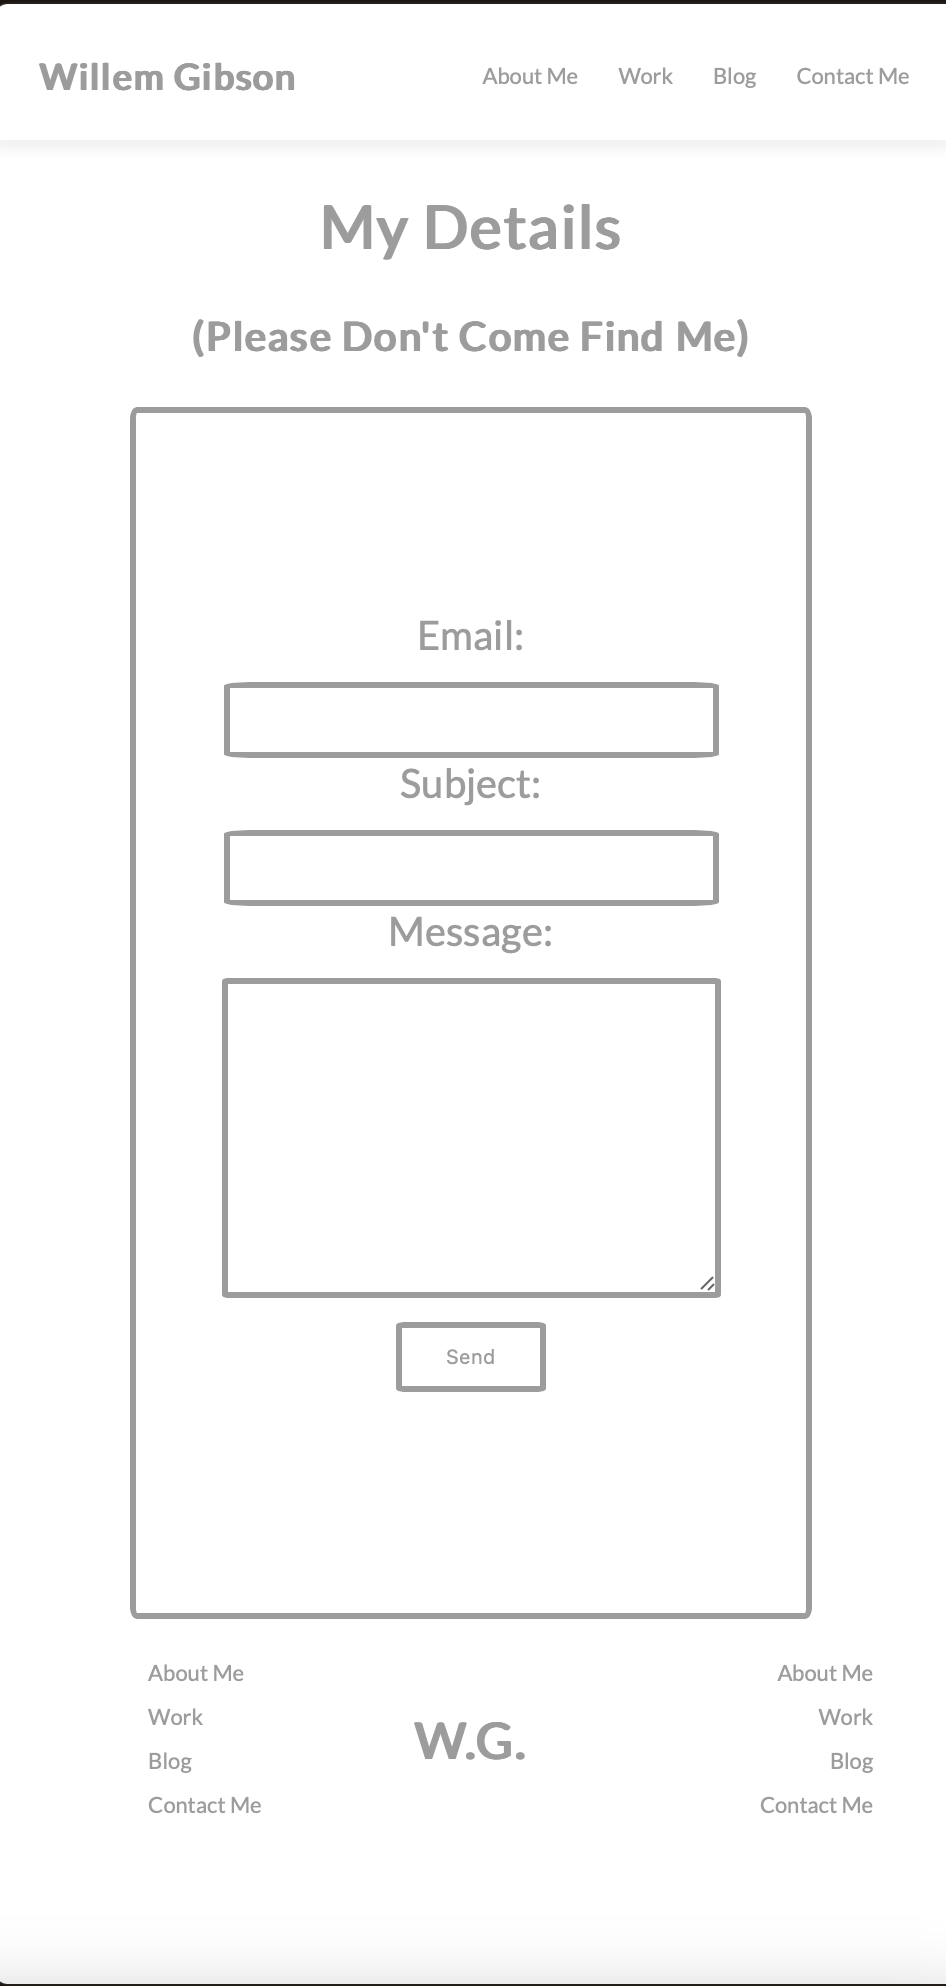 Willem Gibson
About Me Work Blog Contact Me
My Details
(Please Don't Come Find Me)
Email:
Subject:
Message:
Send
About Me
Work
Blog
Contact Me
W.G.
About Me
Work
Blog
Contact Me